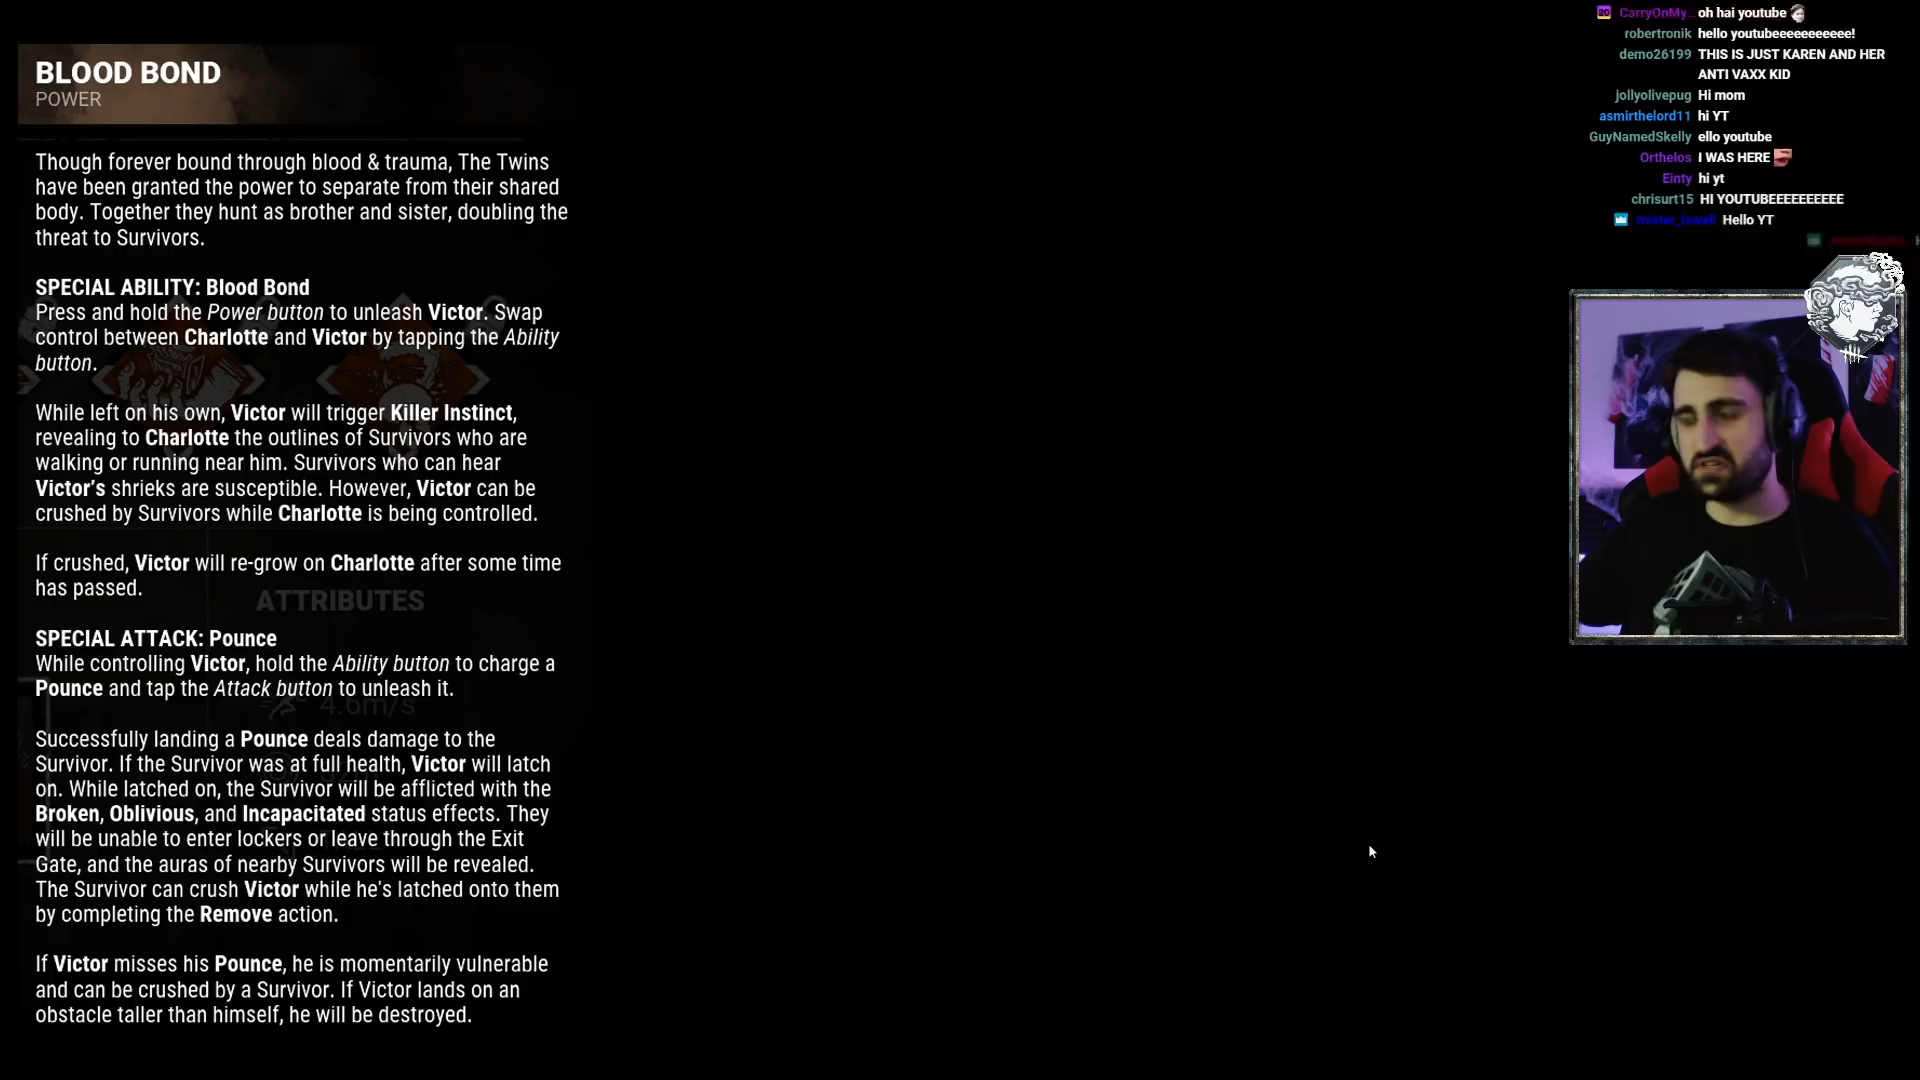 BLOOD BOND
POWER
Though forever bound through blood & trauma, The Twins
have been granted the power to separate from their shared
body. Together they hunt as brother and sister, doubling the
threat to Survivors.
SPECIAL ABILITY: Blood Bond
Press and hold the Power button to unleash Victor. Swap
control between Charlotte and Victor by tapping the Ability
button.
While left on his own, Victor will trigger Killer Instinct,
revealing to Charlotte the outlines of Survivors who are
walking or running near him. Survivors who can hear
Victor's shrieks are susceptible. However, Victor can be
crushed by Survivors while Charlotte is being controlled.
If crushed, Victor will re-grow on Charlotte after some time
has passed.
ATTRIBUTES
SPECIAL ATTACK: Pounce
While controlling Victor, hold the Ability button to charge a
Pounce and tap the Attack button to unleash it.
4.6m/s
Successfully landing a Pounce deals damage to the
Survivor. If the Survivor was at full health, Victor will latch
on. While latched on, the Survivor will be afflicted with the
Broken, Oblivious, and Incapacitated status effects. They
will be unable to enter lockers or leave through the Exit
Gate, and the auras of nearby Survivors will be revealed.
The Survivor can crush Victor while he's latched onto them
by completing the Remove action.
If Victor misses his Pounce, he is momentarily vulnerable
and can be crushed by a Survivor. If Victor lands on an
obstacle taller than himself, he will be destroyed.
CarryOnMy_ oh hai youtube
robertronik hello youtubeeeeeeeeeee!
demo26199 THIS IS JUST KAREN AND HER
ANTI VAXX KID
jollyolivepug Hi mom
asmirthelord11 hi YT
GuyNamedSkelly ello youtube
Orthelos I WAS HERE
Einty hi yt
chrisurt15 HI YOUTUBEEEEEEEEEE
mister_lowell Hello YT